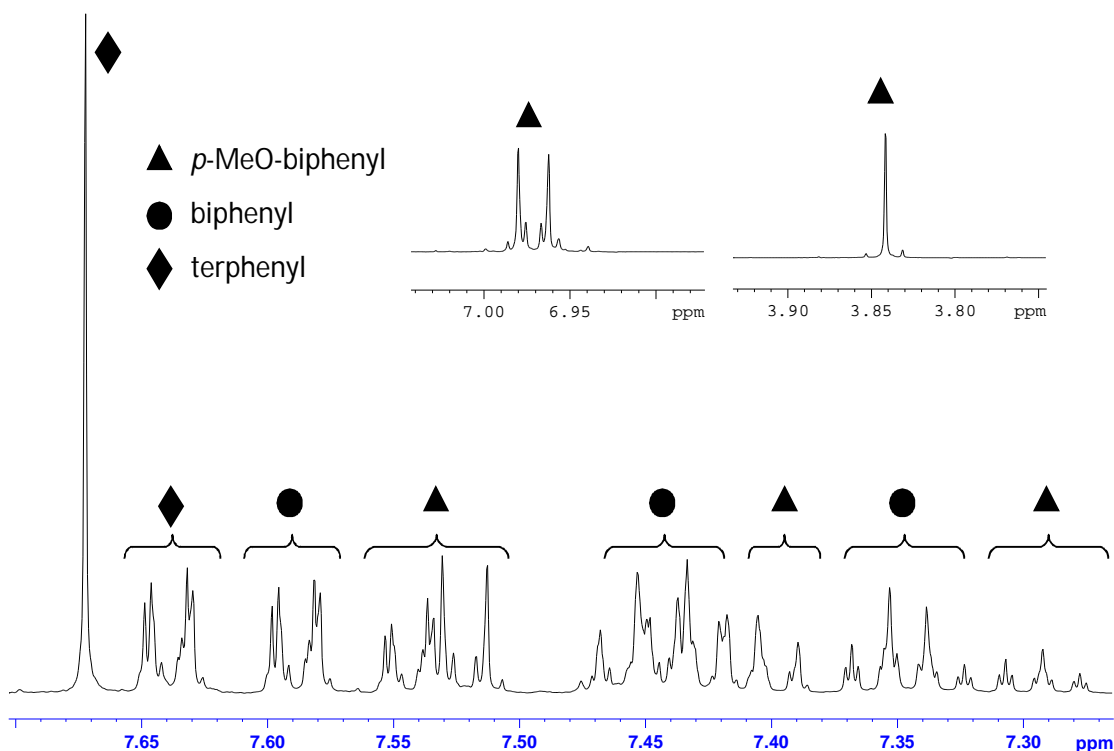 p-MeO-biphenyl
biphenyl
terphenyl
7.00 6.95 ppm
3.90 3.85 3.80 ppm
7.65 7.60 7.55 7.50 7.45 7.40 7.35 7.30 ppm